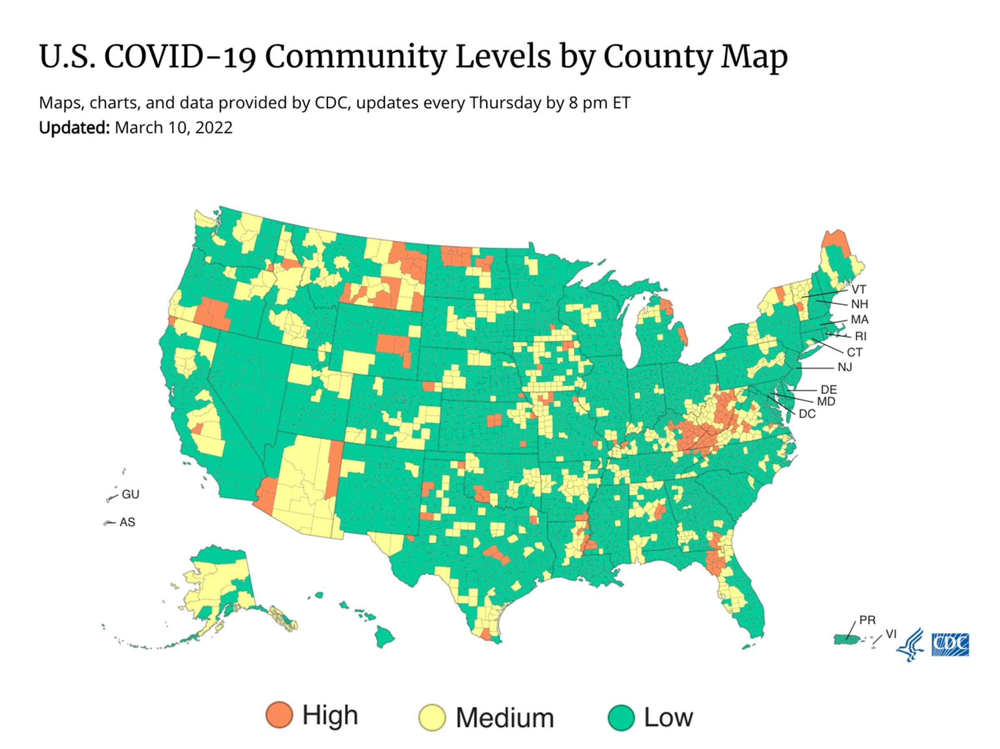 U.S. COVID-19 Community Levels by County Map
Maps, charts, and data provided by CDC, updates every Thursday by 8 pm ET
Updated: March 10, 2022
VT
NH
MA
RI
CT
NJ
DE
MD
DC
GU
AS
PR
VI
CDC
High
Medium
Low